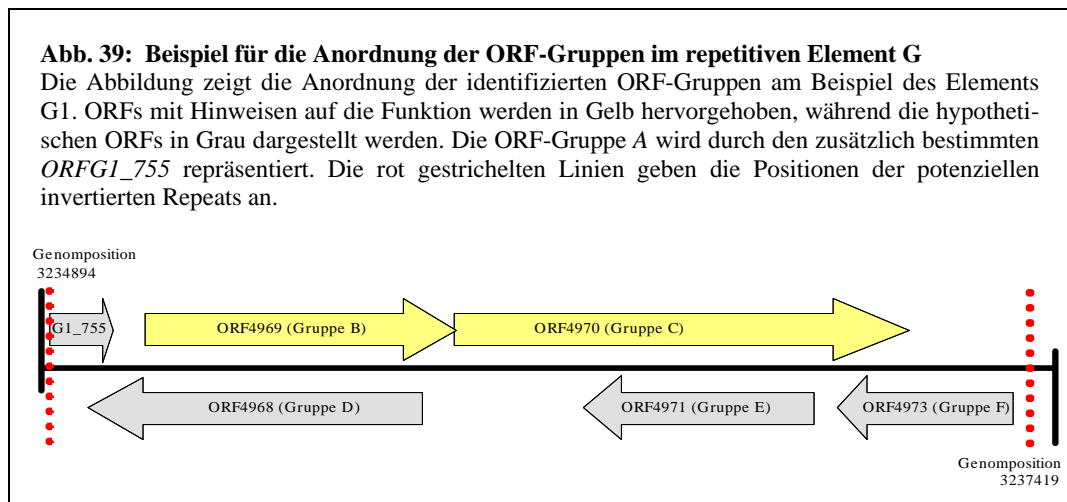 Abb. 39: Beispiel für die Anordnung der ORF-Gruppen im repetitiven Element G
Die Abbildung zeigt die Anordnung der identifizierten ORF-Gruppen am Beispiel des Elements
G1. ORFs mit Hinweisen auf die Funktion werden in Gelb hervorgehoben, während die hypotheti-
schen ORFs in Grau dargestellt werden. Die ORF-Gruppe A wird durch den zusätzlich bestimmten
ORFG1_755 repräsentiert. Die rot gestrichelten Linien geben die Positionen der potenziellen
invertierten Repeats an.
Genomposition
3234894
G1_755
ORF4969 (Gruppe B)
ORF4970 (Gruppe C)
ORF4968 (Gruppe D)
ORF4971 (Gruppe E)
ORF4973 (Gruppe F)
Genomposition
3237419